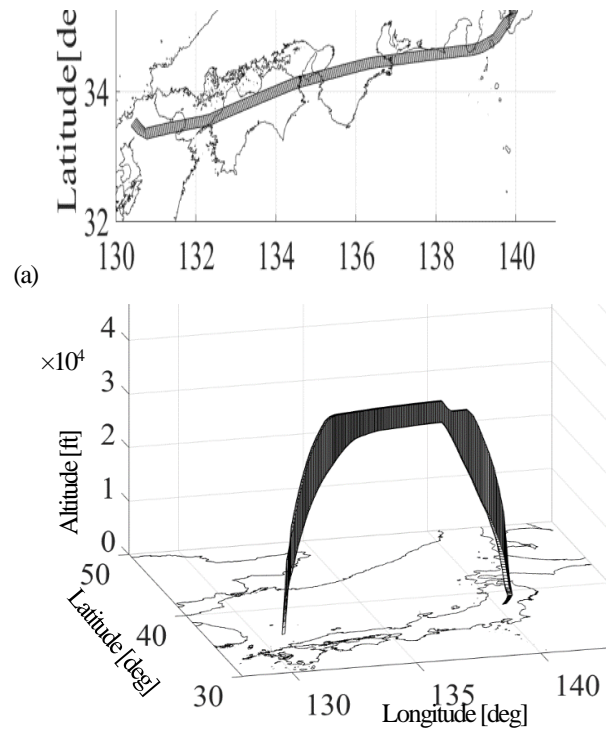 Latitude[de
34
32
130 132 134 136 138 140
(a)
4
×10⁴
3
2
1
0
Altitude[ft]
50
40
30
Latitude [deg]
130 135 140
Longitude [deg]